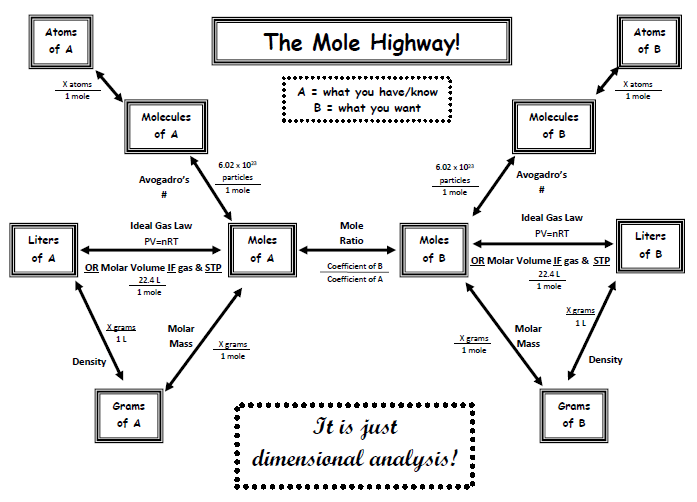 Atoms
of A
The Mole Highway!
Atoms
of B
A = what you have/know
B = what you want
X atoms
1 mole
X atoms
1 mole
Molecules
of A
Molecules
of B
Avogadro's
#
6.02 x 10²³
particles
1 mole
6.02 x 10²³
particles
1 mole
Avogadro's
#
Liters
of A
Ideal Gas Law
PV=nRT
OR Molar Volume IF gas & STP
22.4 L
1 mole
Moles
of A
Mole
Ratio
Coefficient of B
Coefficient of A
Moles
of B
Ideal Gas Law
PV=nRT
OR Molar Volume IF gas & STP
22.4 L
1 mole
Liters
of B
X grams
1 L
Density
Molar
Mass
X grams
1 mole
X grams
1 mole
Molar
Mass
X grams
1 L
Density
Grams
of A
It is just
dimensional analysis!
Grams
of B